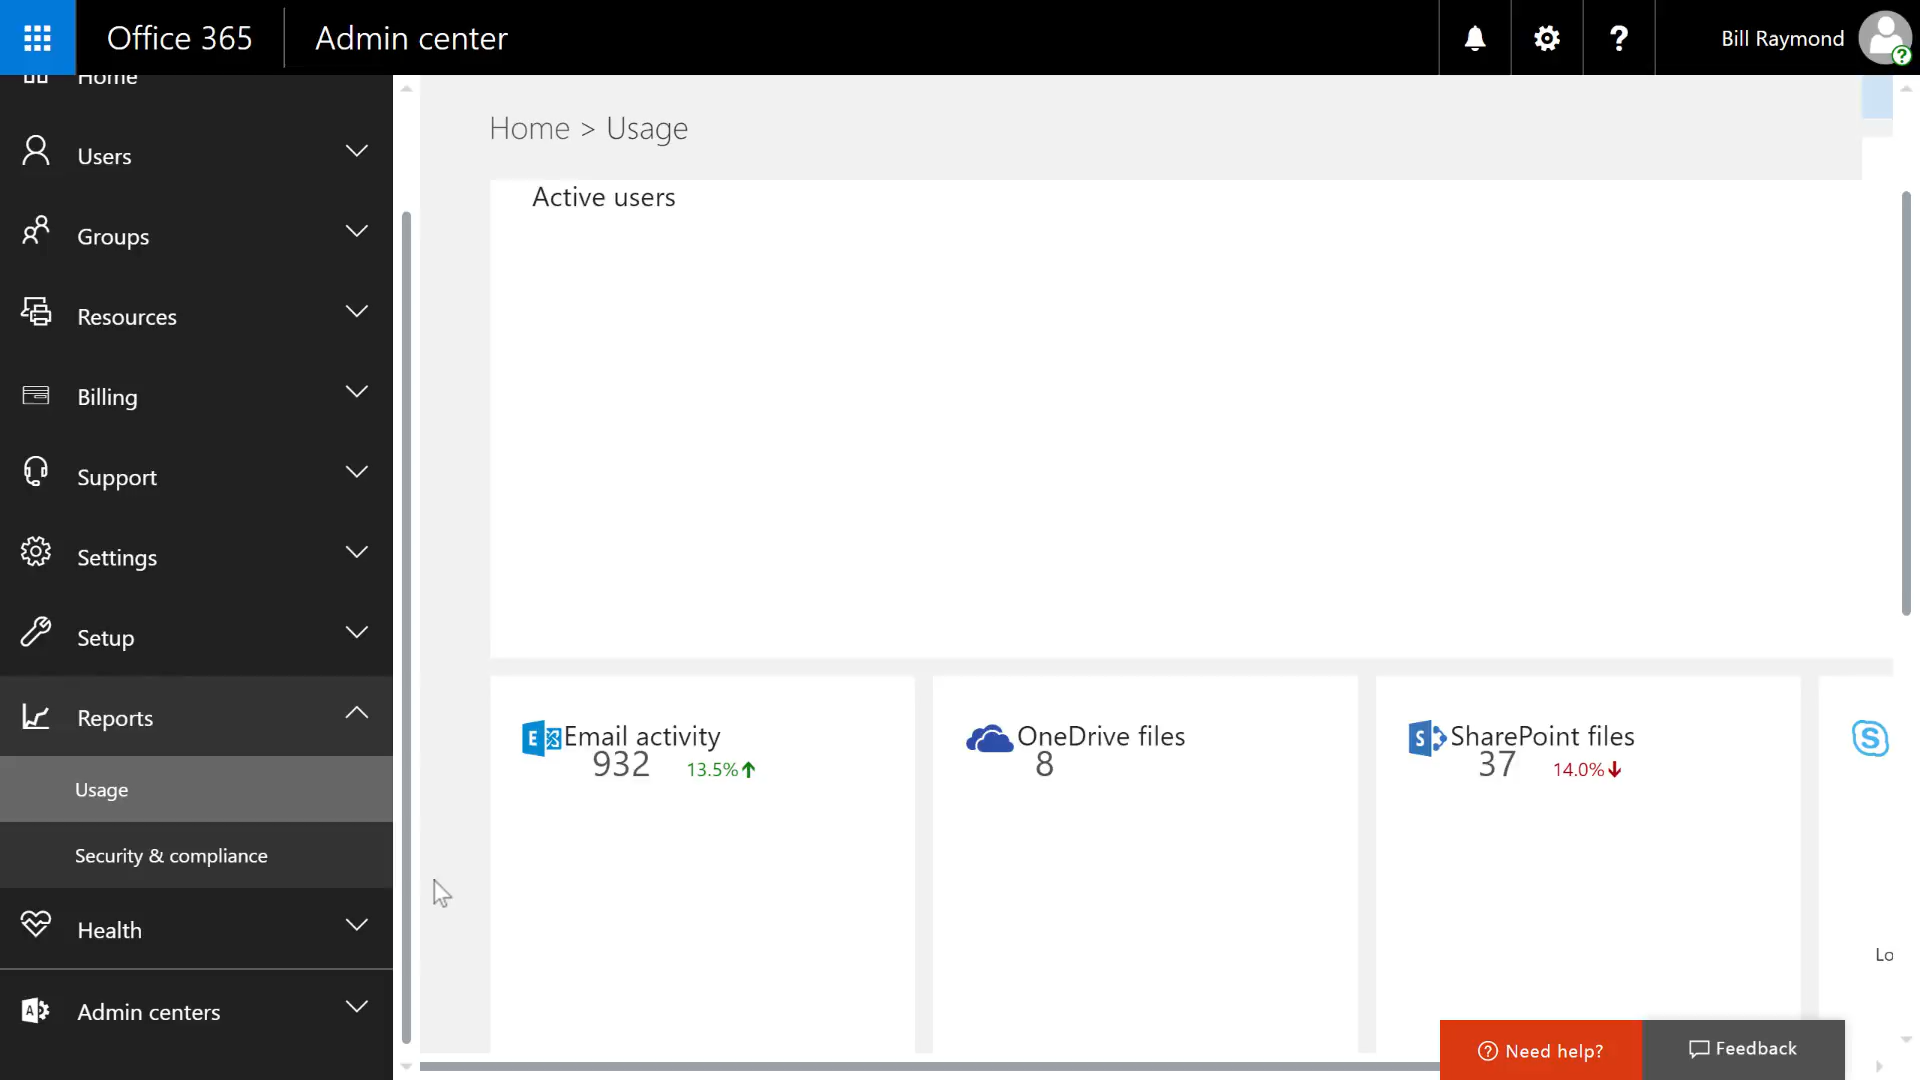 Office 365
Admin center
Bill Raymond
Home
Users
Groups
Resources
Billing
Support
Settings
Setup
Reports
Usage
Security & compliance
Health
Admin centers
Home > Usage
Active users
Email activity
932 13.5%
OneDrive files
8
SharePoint files
37 14.0%
Lo
Need help?
Feedback